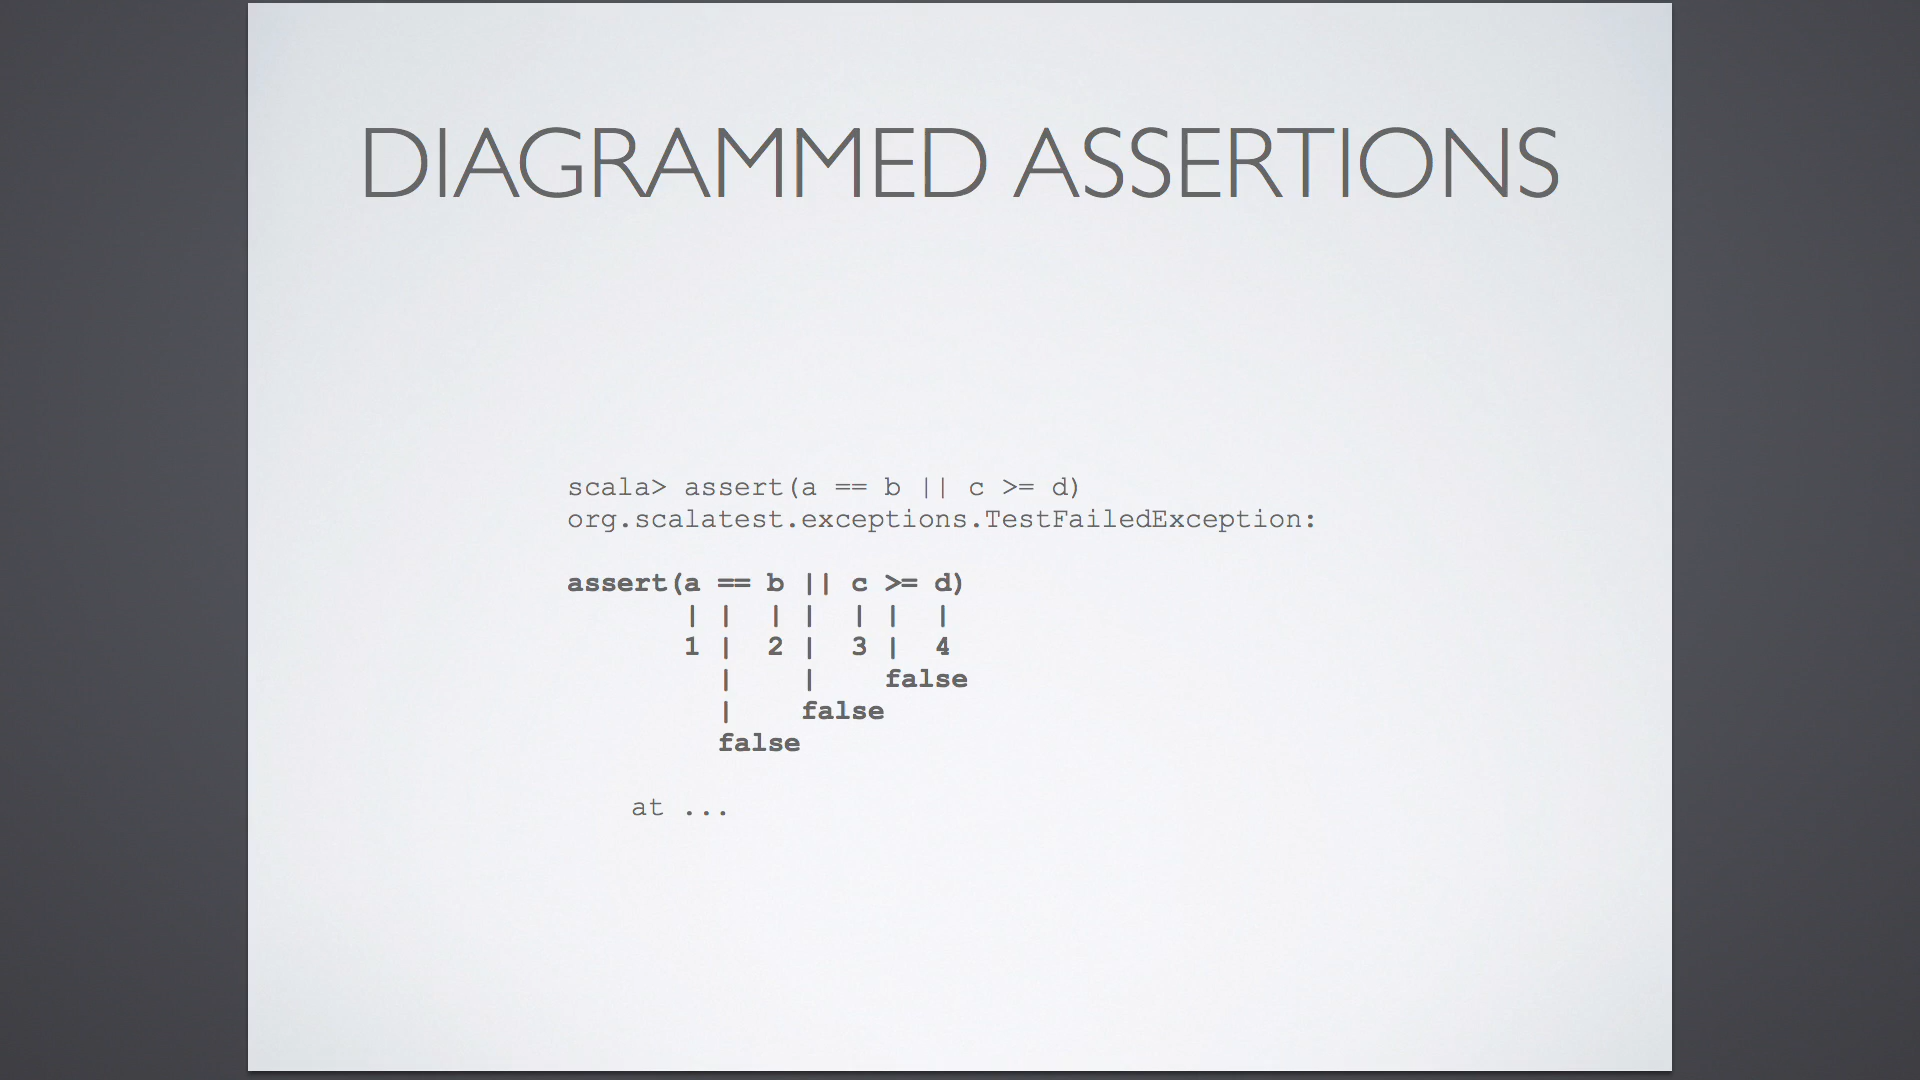 DIAGRAMMED ASSERTIONS
scala> assert(a == b || c >= d)
org.scalatest.exceptions.TestFailedException:
assert(a == b || c >= d)
       | |  | |  | |  |
       1 |  2 |  3 |  4
         |    |    false
         |    false
         false
    at ...